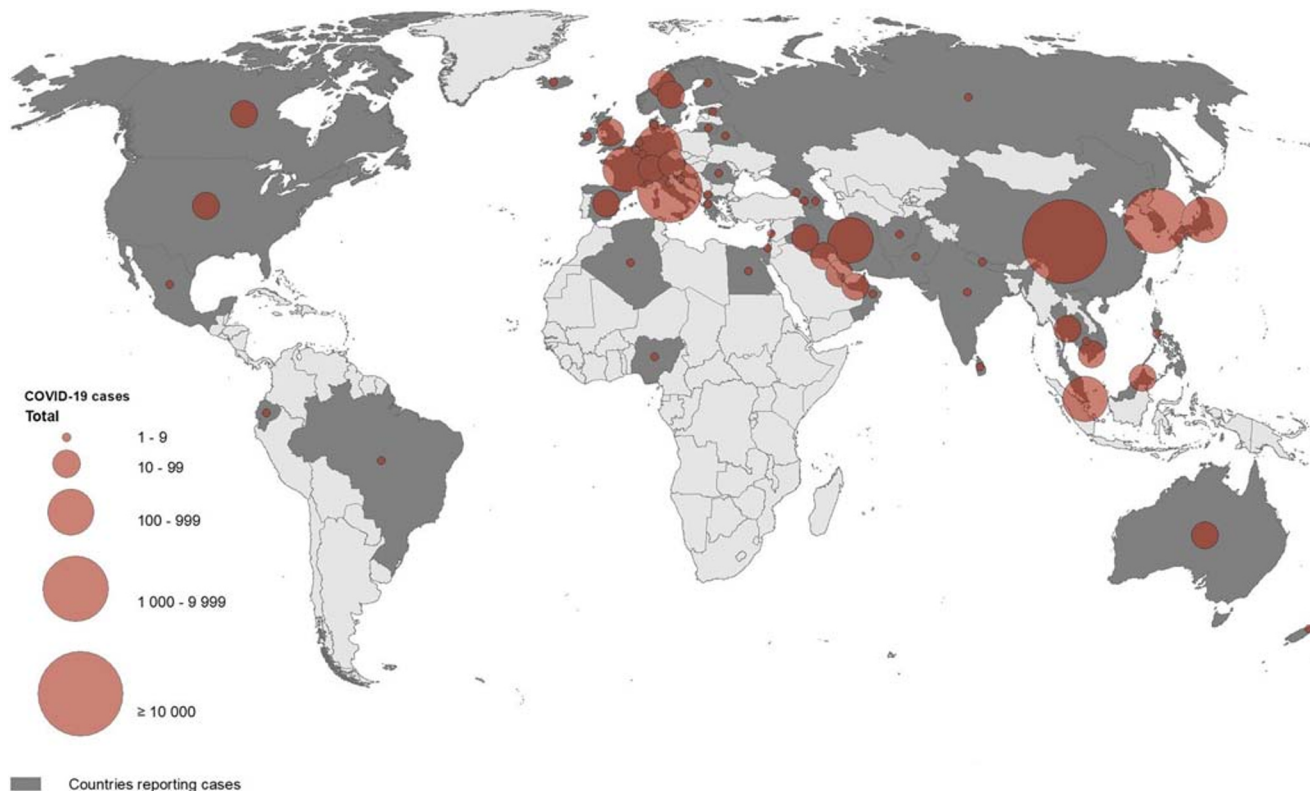 COVID-19 cases
Total
1 - 9
10 - 99
100 - 999
1 000 - 9 999
≥ 10 000
Countries reporting cases